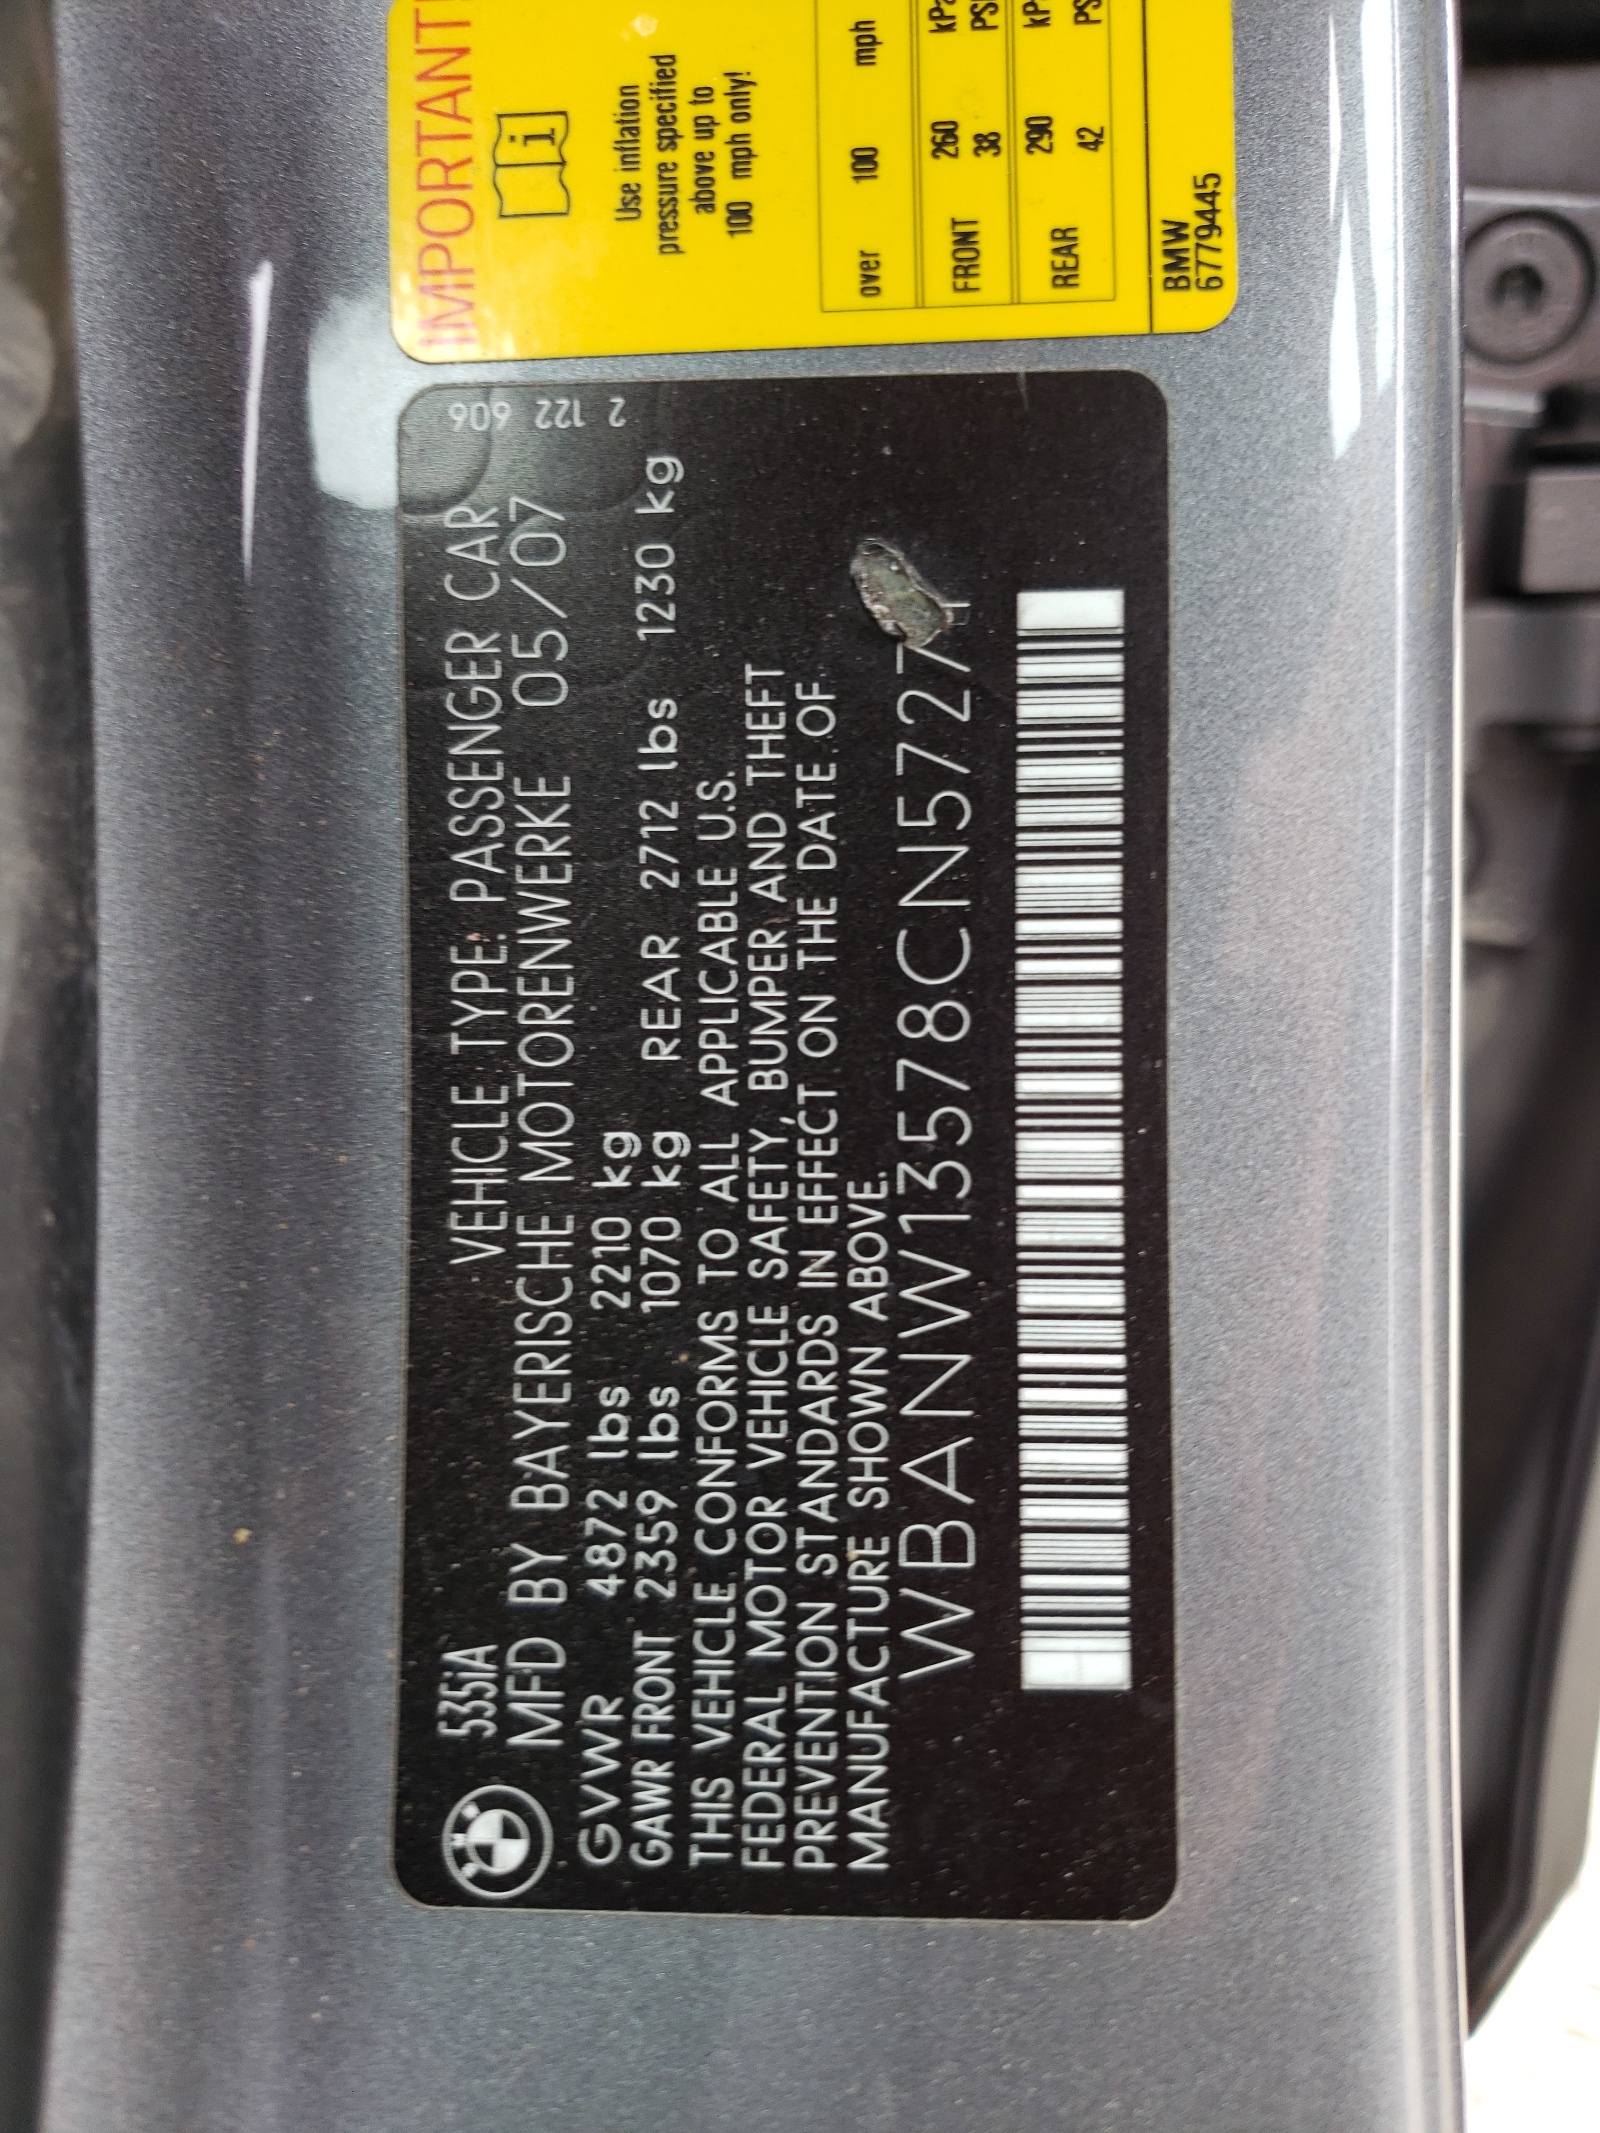 535iA VEHICLE TYPE: PASSENGER CAR
MFD BY BAYERISCHE MOTORENWERKE 05/07
GVWR 4872 lbs 2210 kg
GAWR FRONT 2359 lbs 1070 kg REAR 2712 lbs 1230 kg
THIS VEHICLE CONFORMS TO ALL APPLICABLE U.S.
FEDERAL MOTOR VEHICLE SAFETY, BUMPER AND THEFT
PREVENTION STANDARDS IN EFFECT ON THE DATE OF
MANUFACTURE SHOWN ABOVE.
WBANW13578CN5727
2 122 606
IMPORTANT
Use inflation
pressure specified
above up to
100 mph only!
over 100 mph
FRONT 260 kPa
38 PSI
REAR 290
42
BMW
6779445